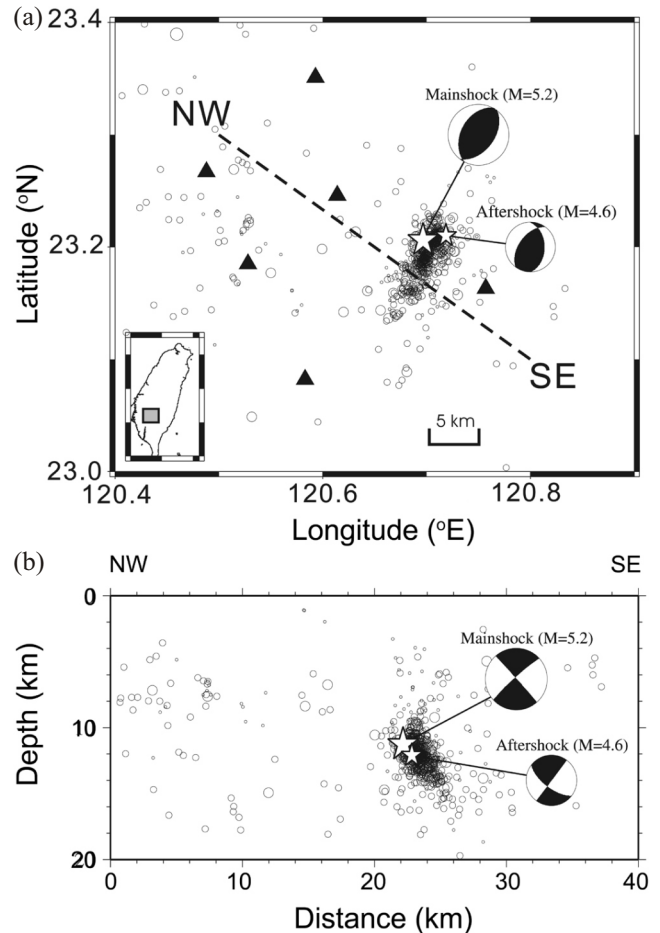 (a)
23.4
Mainshock (M=5.2)
NW
Aftershock (M=4.6)
23.2
Latitude (°N)
SE
5 km
23.0
120.4 120.6 120.8
Longitude (°E)
(b)
NW SE
0
Mainshock (M=5.2)
Depth (km)
10
Aftershock (M=4.6)
20
0 10 20 30 40
Distance (km)